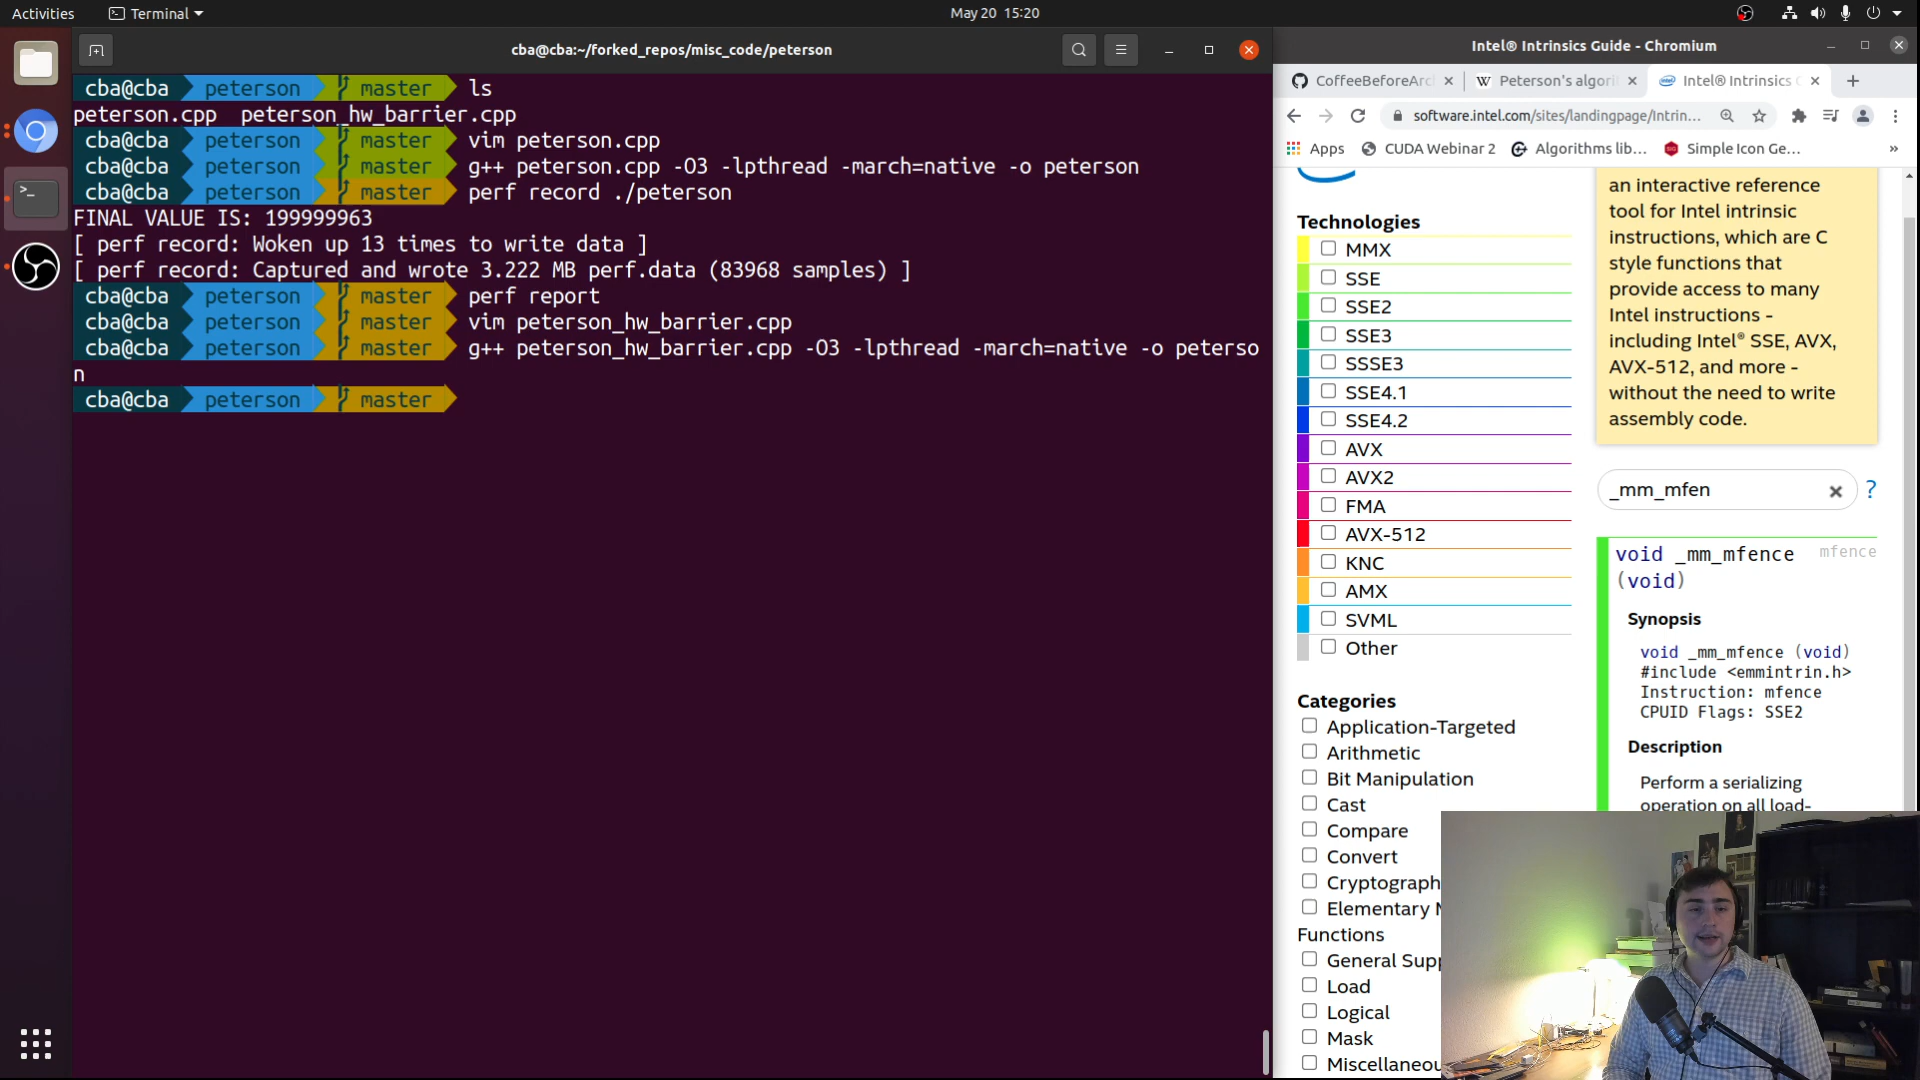 Activities
Terminal
May 20 15:20
cba@cba:~/forked_repos/misc_code/peterson
cba@cba peterson master ls
peterson.cpp peterson_hw_barrier.cpp
cba@cba peterson master vim peterson.cpp
cba@cba peterson master g++ peterson.cpp -O3 -lpthread -march=native -o peterson
cba@cba peterson master perf record ./peterson
FINAL VALUE IS: 199999963
[ perf record: Woken up 13 times to write data ]
[ perf record: Captured and wrote 3.222 MB perf.data (83968 samples) ]
cba@cba peterson master perf report
cba@cba peterson master vim peterson_hw_barrier.cpp
cba@cba peterson master g++ peterson_hw_barrier.cpp -O3 -lpthread -march=native -o peterso
n
cba@cba peterson master
Intel® Intrinsics Guide - Chromium
CoffeeBeforeArc
Peterson's algori
Intel® Intrinsics G
software.intel.com/sites/landingpage/Intrin...
Apps
CUDA Webinar 2
Algorithms lib...
Simple Icon Ge...
»
Technologies
MMX
SSE
SSE2
SSE3
SSSE3
SSE4.1
SSE4.2
AVX
AVX2
FMA
AVX-512
KNC
AMX
SVML
Other
Categories
Application-Targeted
Arithmetic
Bit Manipulation
Cast
Compare
Convert
Cryptograph
Elementary M
Functions
General Supp
Load
Logical
Mask
Miscellaneou
an interactive reference
tool for Intel intrinsic
instructions, which are C
style functions that
provide access to many
Intel instructions -
including Intel® SSE, AVX,
AVX-512, and more -
without the need to write
assembly code.
_mm_mfen
?
void _mm_mfence
(void)
mfence
Synopsis
void _mm_mfence (void)
#include <emmintrin.h>
Instruction: mfence
CPUID Flags: SSE2
Description
Perform a serializing
operation on all load-